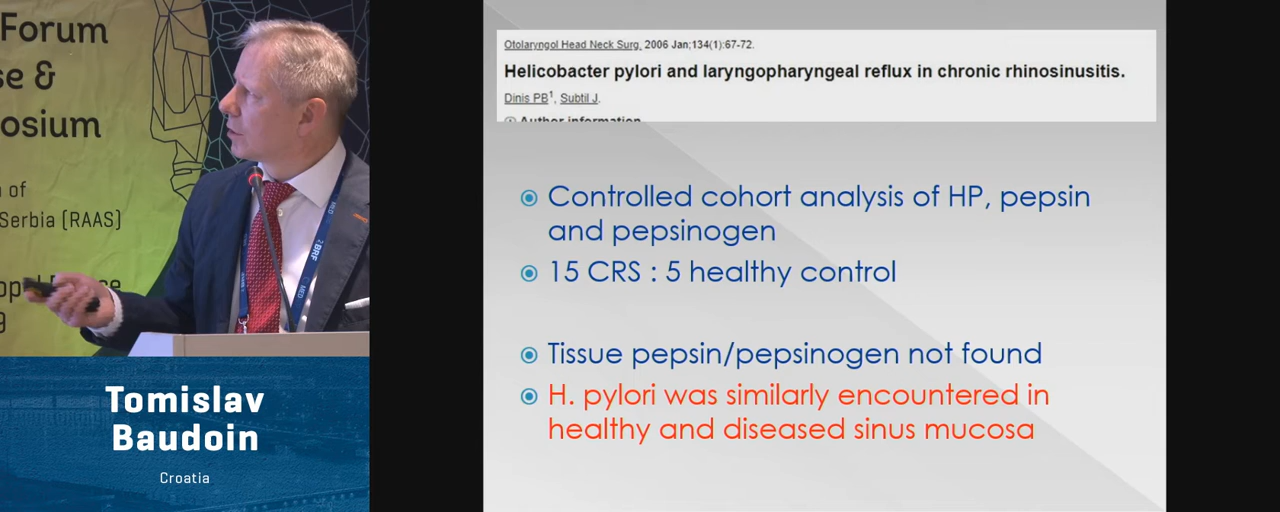 Forum
se &
osium
of
Serbia (RAAS)
Tomislav
Baudoin
Croatia
Otolaryngol Head Neck Surg. 2006 Jan;134(1):67-72.
Helicobacter pylori and laryngopharyngeal reflux in chronic rhinosinusitis.
Dinis PB1, Subtil J.
Author information
Controlled cohort analysis of HP, pepsin
and pepsinogen
15 CRS : 5 healthy control
Tissue pepsin/pepsinogen not found
H. pylori was similarly encountered in
healthy and diseased sinus mucosa